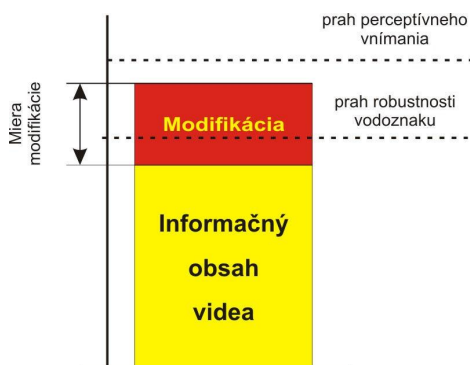 prah perceptívneho
vnímania
Miera
modifikácie
Modifikácia
prah robustnosti
vodoznaku
Informačný
obsah
videa